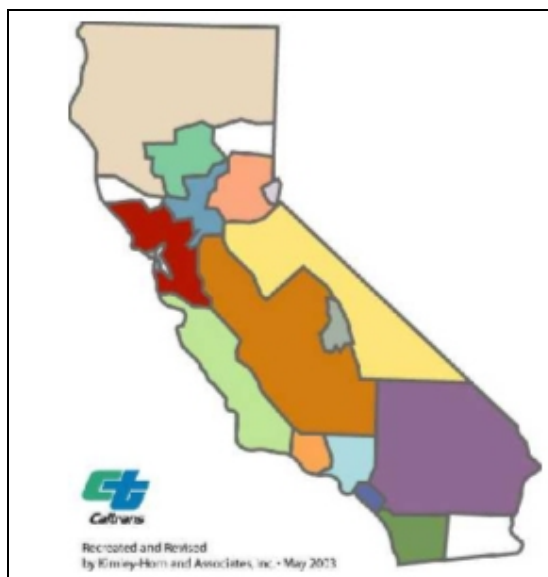 Caltrans
Recreated and Revised
by Kimley-Horn and Associates, Inc. • May 2003